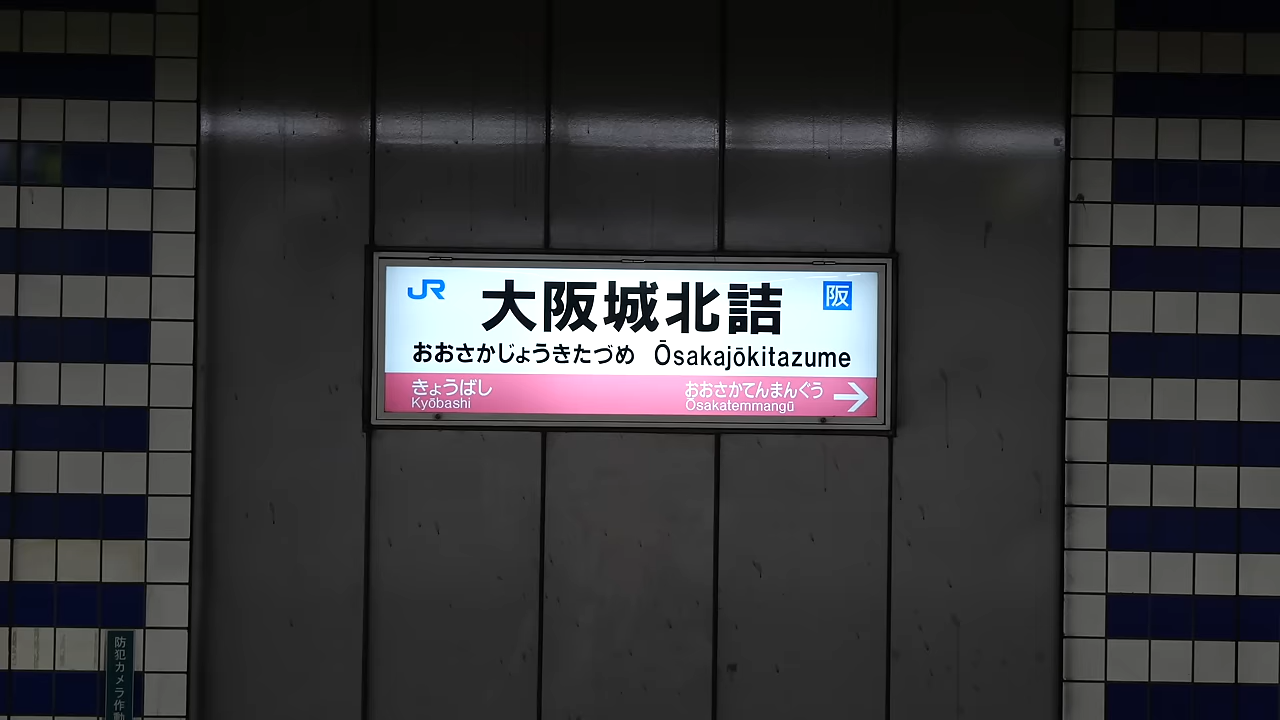 JR 大阪城北詰 阪
おおさかじょうきたづめ Ōsakajōkitazume
きょうばし おおさかてんまんぐう →
Kyōbashi Ōsakatemmangū
防犯カメラ作動